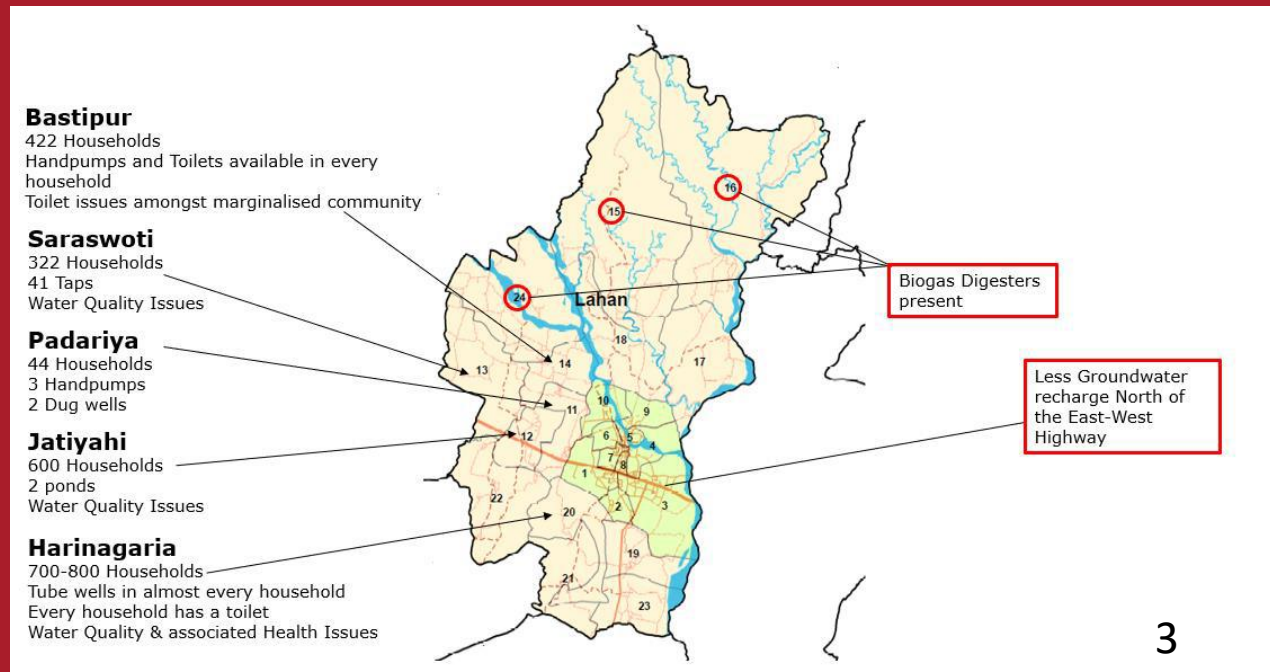 Bastipur
422 Households
Handpumps and Toilets available in every
household
Toilet issues amongst marginalised community
Saraswoti
322 Households
41 Taps
Water Quality Issues
Padariya
44 Households
3 Handpumps
2 Dug wells
Jatiyahi
600 Households
2 ponds
Water Quality Issues
Harinagaria
700-800 Households
Tube wells in almost every household
Every household has a toilet
Water Quality & associated Health Issues
16
15
24
Lahan
18
17
14
13
11
10
9
12
6
5
4
7
8
1
22
2
3
20
19
21
23
Biogas Digesters
present
Less Groundwater
recharge North of
the East-West
Highway
3